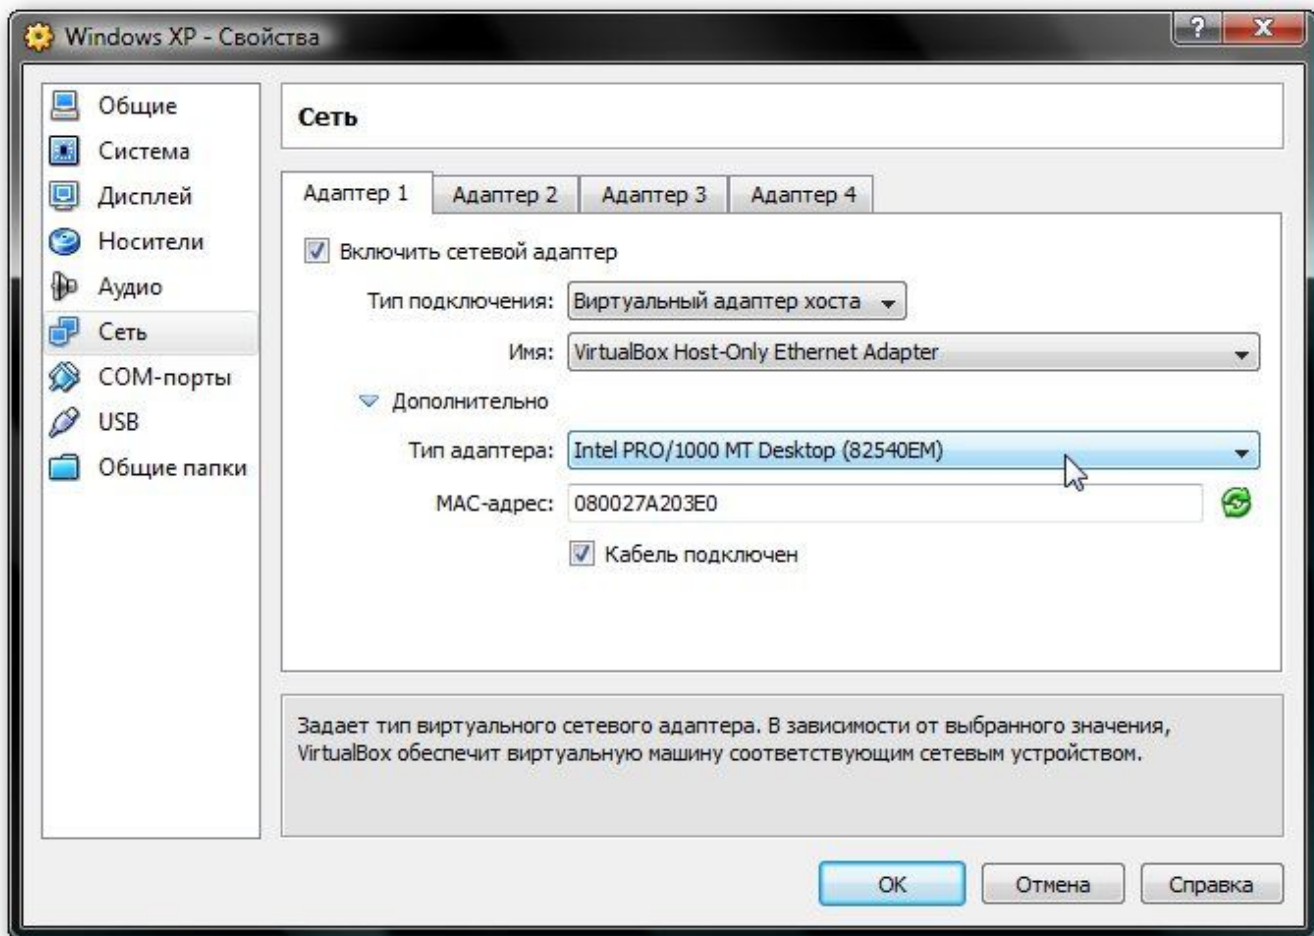 Windows XP - Свойства
Общие
Система
Дисплей
Носители
Аудио
Сеть
COM-порты
USB
Общие папки
Сеть
Адаптер 1 Адаптер 2 Адаптер 3 Адаптер 4
Включить сетевой адаптер
Тип подключения: Виртуальный адаптер хоста
Имя: VirtualBox Host-Only Ethernet Adapter
Дополнительно
Тип адаптера: Intel PRO/1000 MT Desktop (82540EM)
MAC-адрес: 080027A203E0
Кабель подключен
Задает тип виртуального сетевого адаптера. В зависимости от выбранного значения,
VirtualBox обеспечит виртуальную машину соответствующим сетевым устройством.
OK Отмена Справка